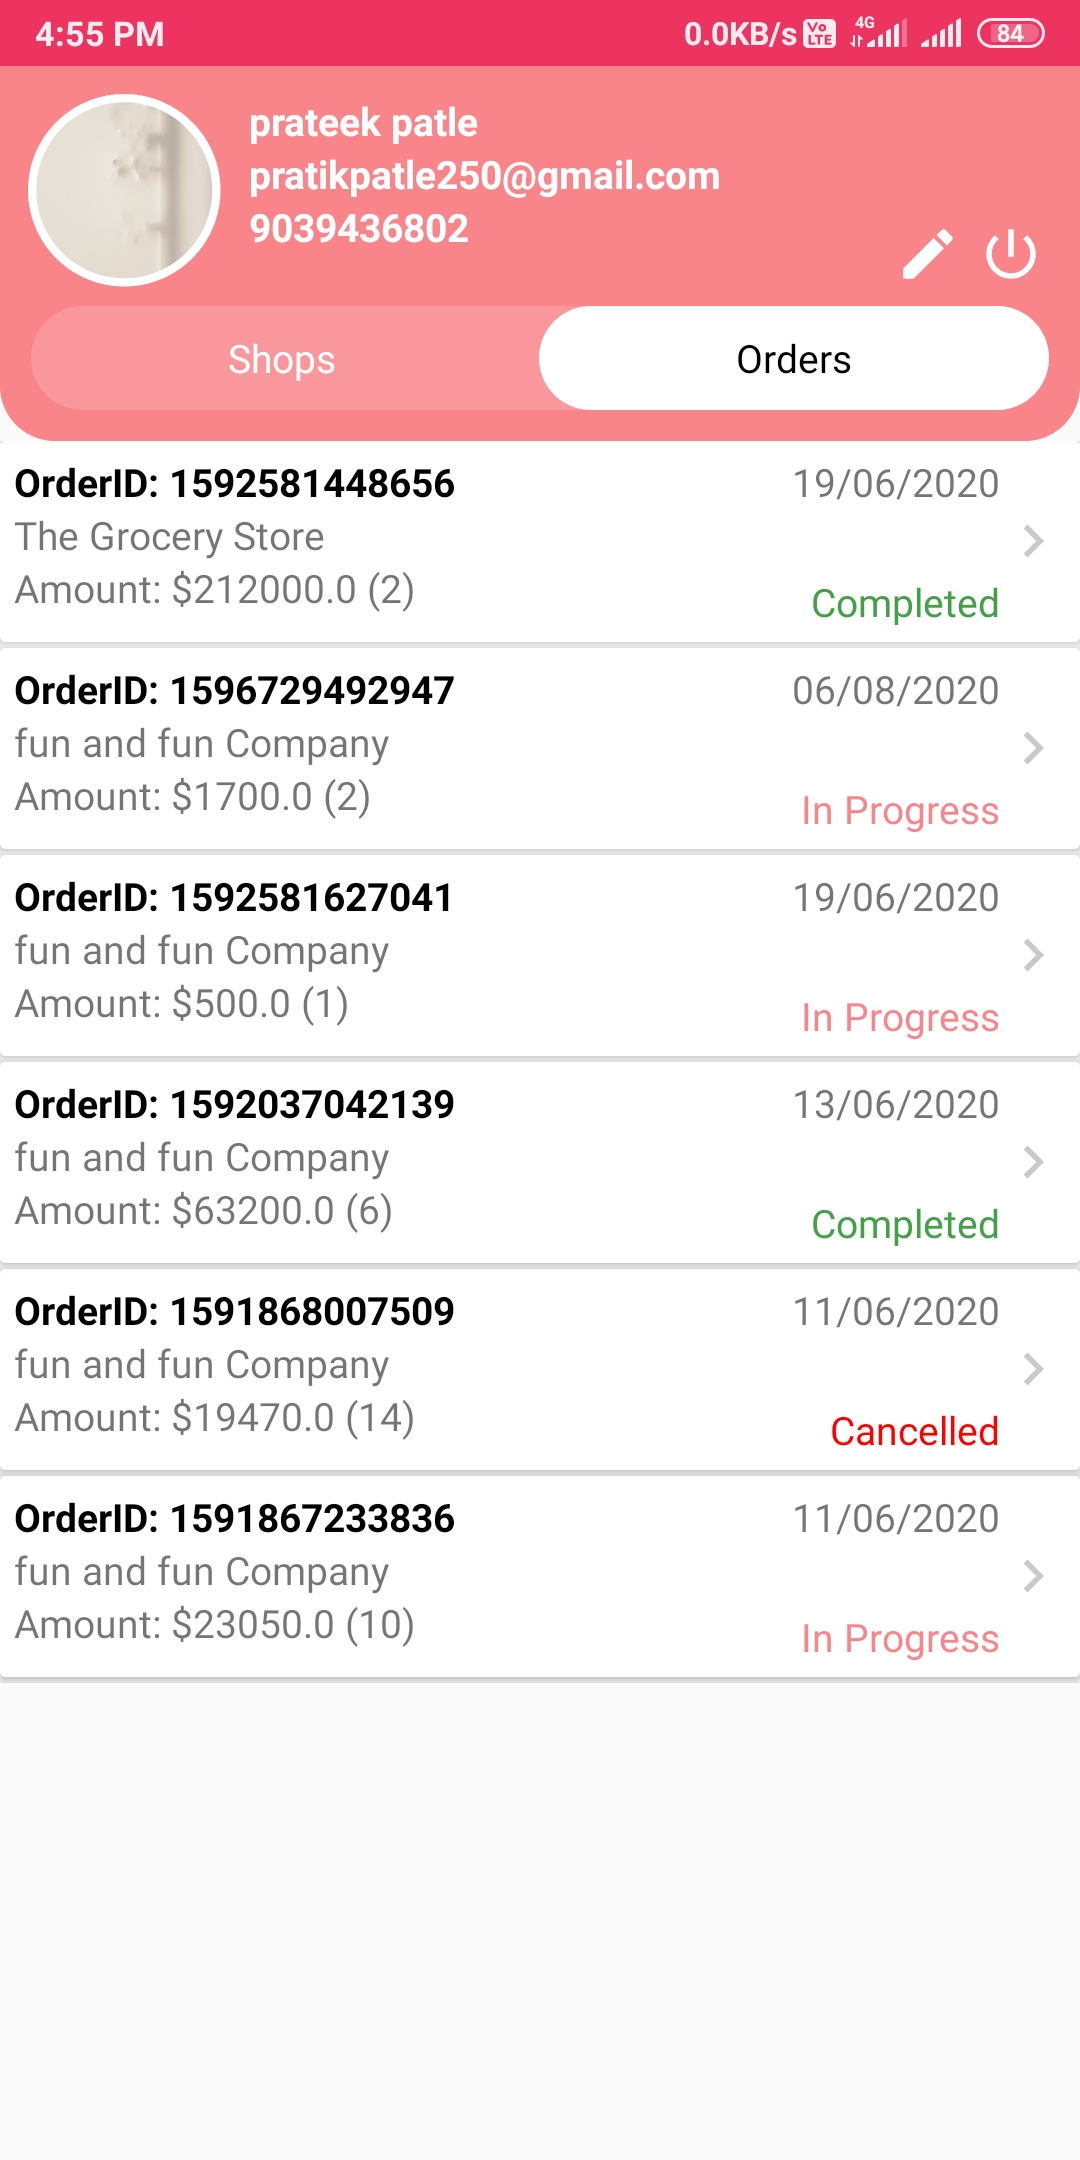 4:55 PM 0.0KB/s Vo LTE 4G 84
prateek patle
pratikpatle250@gmail.com
9039436802
Shops Orders
OrderID: 1592581448656 19/06/2020
The Grocery Store
Amount: $212000.0 (2)
Completed
OrderID: 1596729492947 06/08/2020
fun and fun Company
Amount: $1700.0 (2)
In Progress
OrderID: 1592581627041 19/06/2020
fun and fun Company
Amount: $500.0 (1)
In Progress
OrderID: 1592037042139 13/06/2020
fun and fun Company
Amount: $63200.0 (6)
Completed
OrderID: 1591868007509 11/06/2020
fun and fun Company
Amount: $19470.0 (14)
Cancelled
OrderID: 1591867233836 11/06/2020
fun and fun Company
Amount: $23050.0 (10)
In Progress